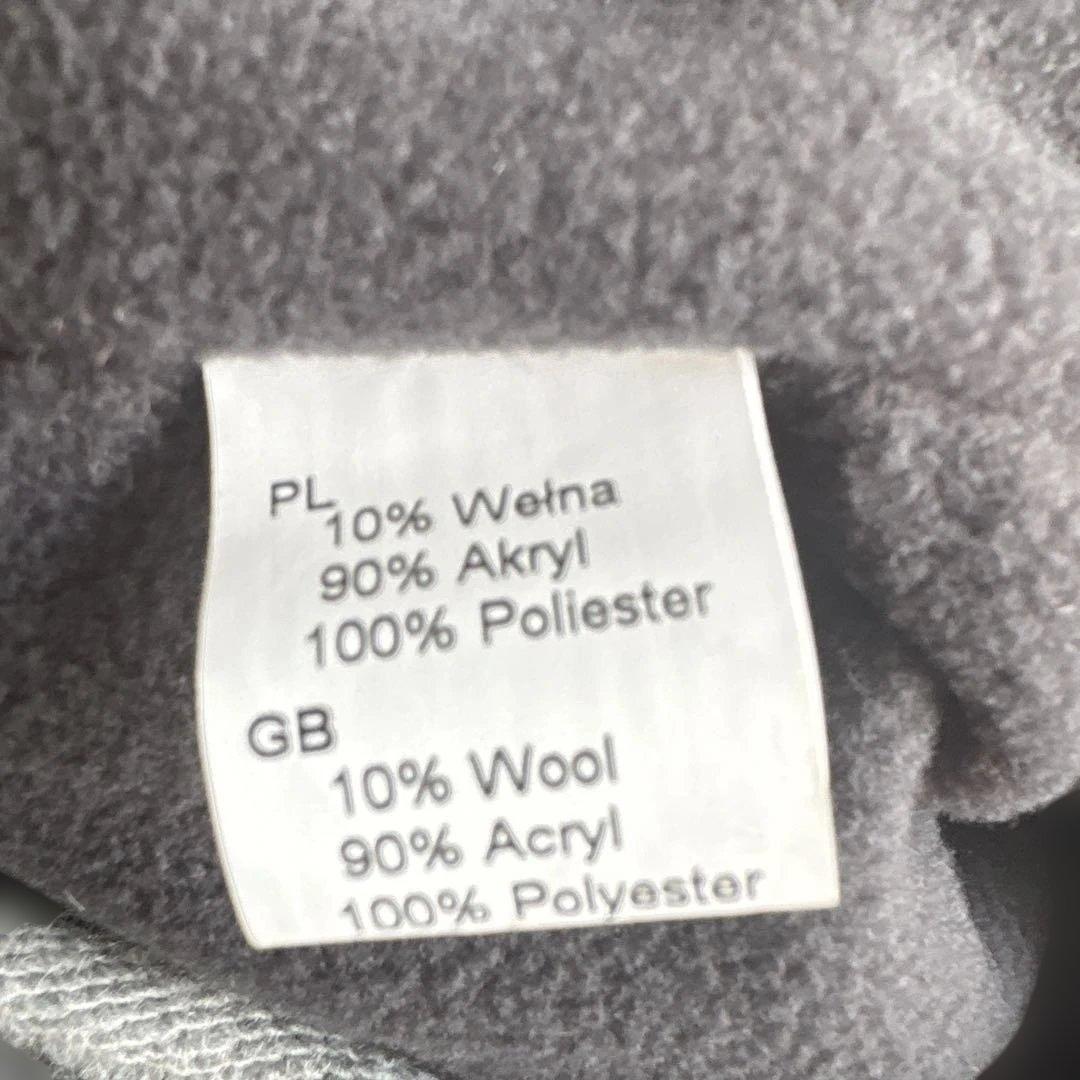 PL
10% Wełna
90% Akryl
100% Poliester
GB
10% Wool
90% Acryl
100% Polyester